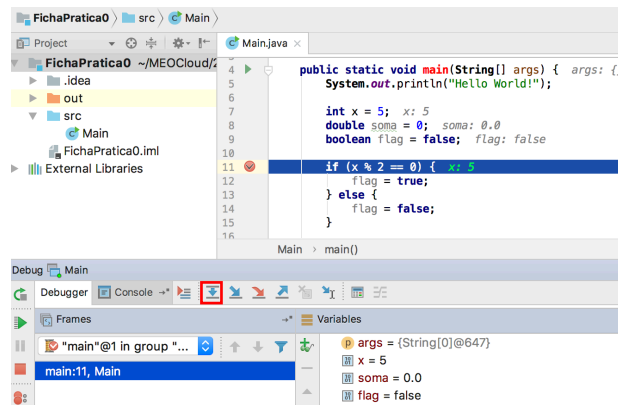 FichaPratica0 src Main
Project
Main.java
FichaPratica0 ~/MEOCloud/2
.idea
out
src
Main
FichaPratica0.iml
External Libraries
4 public static void main(String[] args) { args: {
5 System.out.println("Hello World!");
6
7 int x = 5; x: 5
8 double soma = 0; soma: 0.0
9 boolean flag = false; flag: false
10
11 if (x % 2 == 0) { x: 5
12 flag = true;
13 } else {
14 flag = false;
15 }
16
Main › main()
Debug Main
Debugger Console
Frames
Variables
"main"@1 in group "...
main:11, Main
args = {String[0]@647}
x = 5
soma = 0.0
flag = false